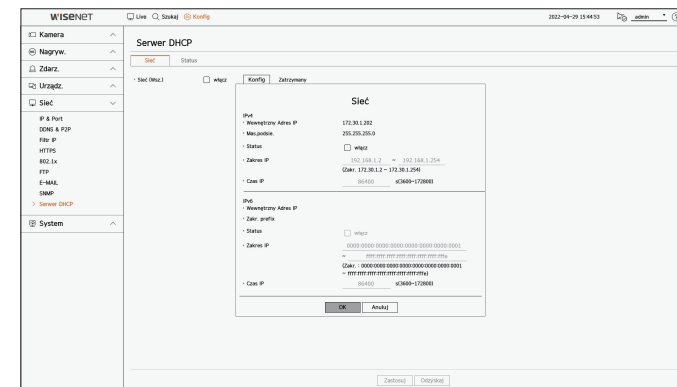 WISENET
Live Szukaj Konfig
2022-04-29 15:44:53 admin
Kamera
Nagryw.
Zdarz.
Urządz.
Sieć
IP & Port
DDNS & P2P
Filtr IP
HTTPS
802.1x
FTP
E-MAIL
SNMP
> Serwer DHCP
System
Serwer DHCP
Sieć Status
· Sieć (Wsz.) włącz Konfig Zatrzymany
Sieć
IPv4
· Wewnętrzny Adres IP 172.30.1.202
· Mas.podsie. 255.255.255.0
· Status włącz
· Zakres IP 192.168.1.2 ~ 192.168.1.254
(Zakr. 172.30.1.2 ~ 172.30.1.254)
· Czas IP 86400 s(3600~172800)
IPv6
· Wewnętrzny Adres IP
· Zakr. prefix
· Status włącz
· Zakres IP 0000:0000:0000:0000:0000:0000:0000:0001
~ ffff:ffff:ffff:ffff:ffff:ffff:ffff:fffe
(Zakr. : 0000:0000:0000:0000:0000:0000:0000:0001
~ ffff:ffff:ffff:ffff:ffff:ffff:ffff:fffe)
· Czas IP 86400 s(3600~172800)
OK Anuluj
Zastosuj Odzyskaj